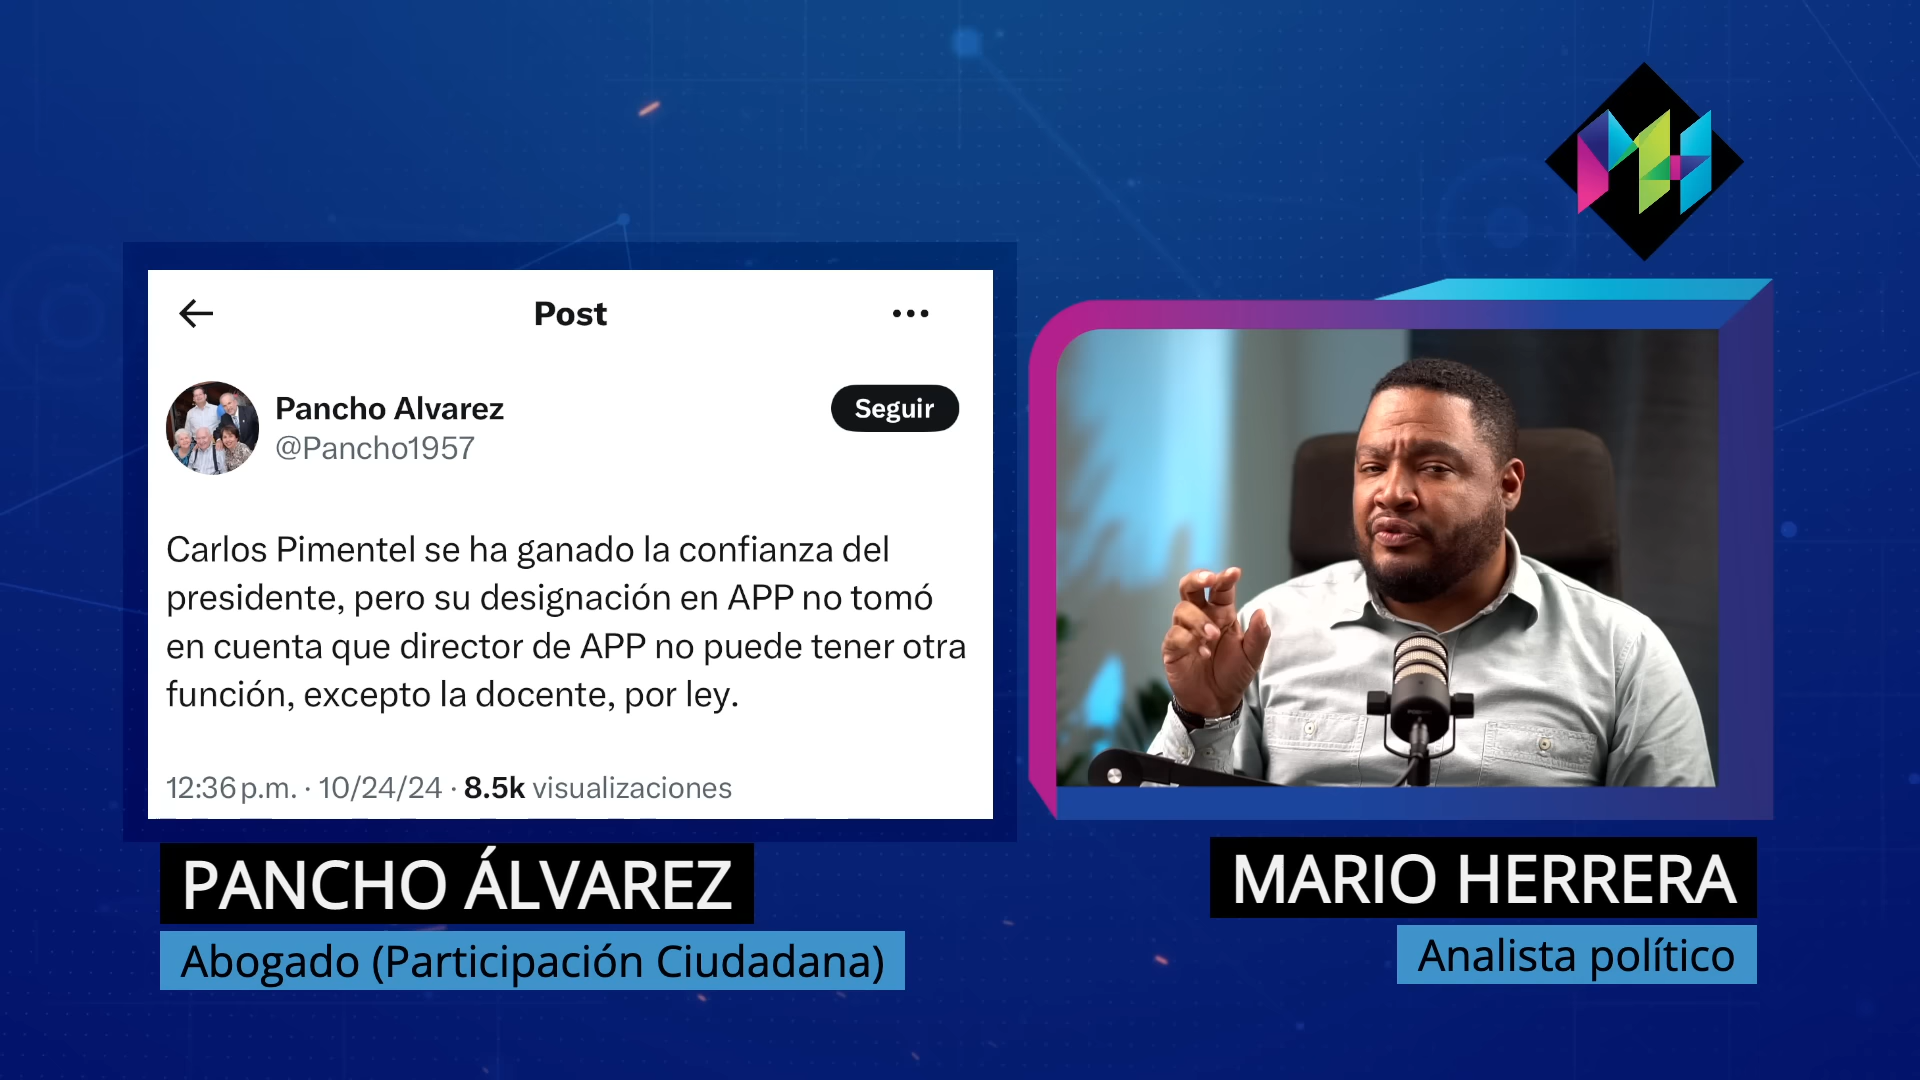 Post
Pancho Alvarez
@Pancho1957
Seguir
Carlos Pimentel se ha ganado la confianza del
presidente, pero su designación en APP no tomó
en cuenta que director de APP no puede tener otra
función, excepto la docente, por ley.
12:36 p.m. · 10/24/24 · 8.5k visualizaciones
PANCHO ÁLVAREZ
Abogado (Participación Ciudadana)
MH
MARIO HERRERA
Analista político